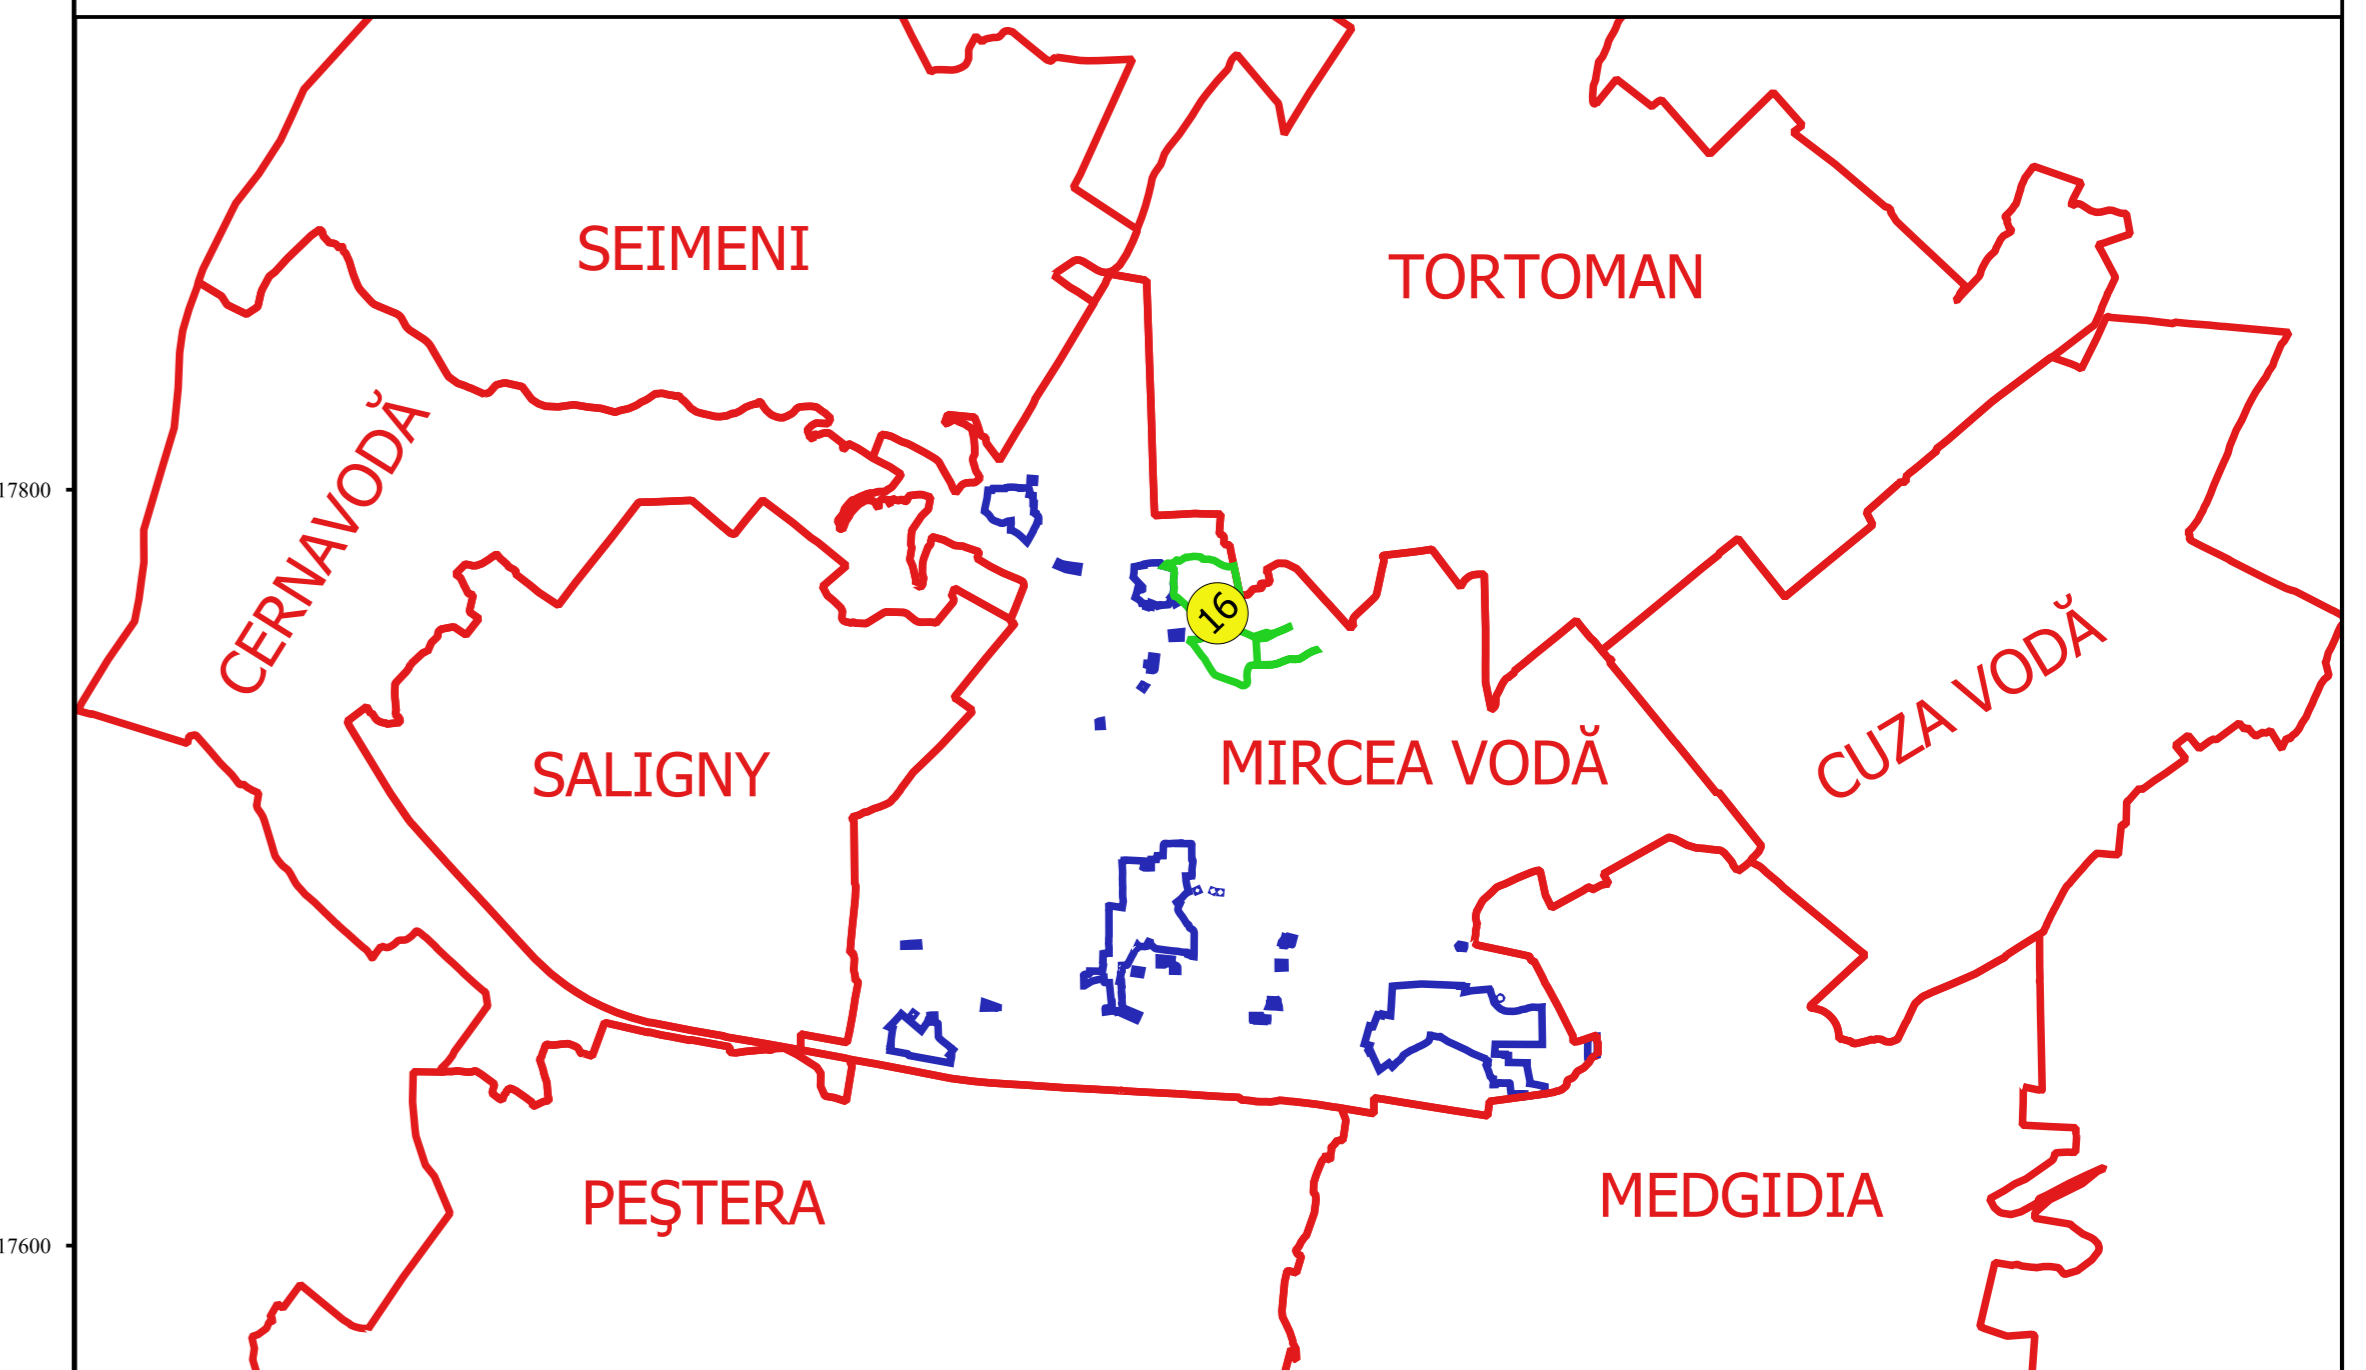 SEIMENI
TORTOMAN
CERNAVODĂ
17800
16
CUZA VODĂ
SALIGNY
MIRCEA VODĂ
PEŞTERA
MEDGIDIA
17600